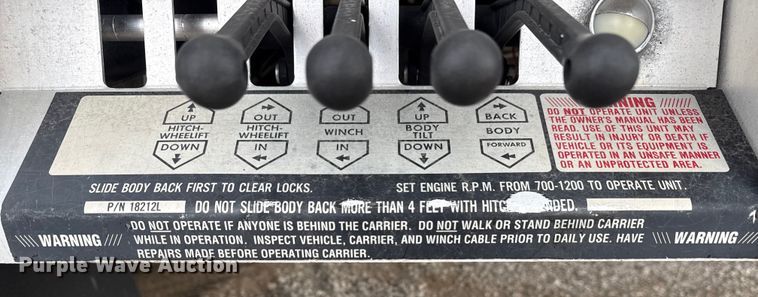 UP OUT OUT UP BACK
HITCH- HITCH- WINCH BODY BODY
WHEELIFT WHEELIFT TILT
DOWN IN IN DOWN FORWARD
WARNING
DO NOT OPERATE UNIT UNLESS
THE OWNER'S MANUAL HAS BEEN
READ. USE OF THIS UNIT MAY
RESULT IN INJURY OR DEATH IF
VEHICLE OR ITS EQUIPMENT IS
OPERATED IN AN UNSAFE MANNER
OR AN UNPROTECTED AREA.
SLIDE BODY BACK FIRST TO CLEAR LOCKS. SET ENGINE R.P.M. FROM 700-1200 TO OPERATE UNIT.
P/N 18212L DO NOT SLIDE BODY BACK MORE THAN 4 FEET WITH
WARNING
DO NOT OPERATE IF ANYONE IS BEHIND THE CARRIER. DO NOT WALK OR STAND BEHIND CARRIER
WHILE IN OPERATION. INSPECT VEHICLE, CARRIER, AND WINCH CABLE PRIOR TO DAILY USE. HAVE
REPAIRS MADE BEFORE OPERATING CARRIER.
WARNING
Purple Wave Auction